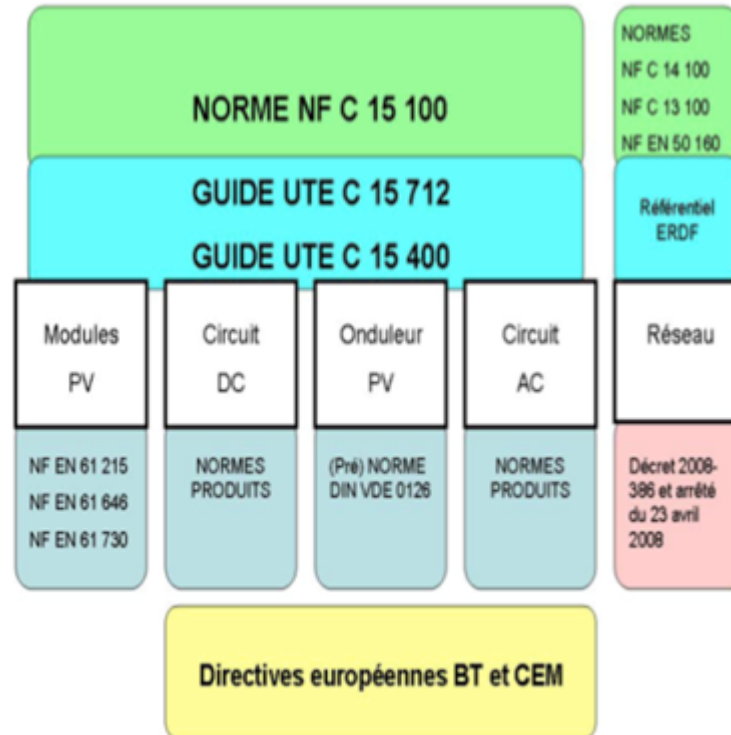 NORME NF C 15 100
NORMES
NF C 14 100
NF C 13 100
NF EN 50 160
GUIDE UTE C 15 712
GUIDE UTE C 15 400
Référentiel
ERDF
Modules
PV
Circuit
DC
Onduleur
PV
Circuit
AC
Réseau
NF EN 61 215
NF EN 61 646
NF EN 61 730
NORMES
PRODUITS
(Pré) NORME
DIN VDE 0126
NORMES
PRODUITS
Décret 2008-
386 et arrêté
du 23 avril
2008
Directives européennes BT et CEM